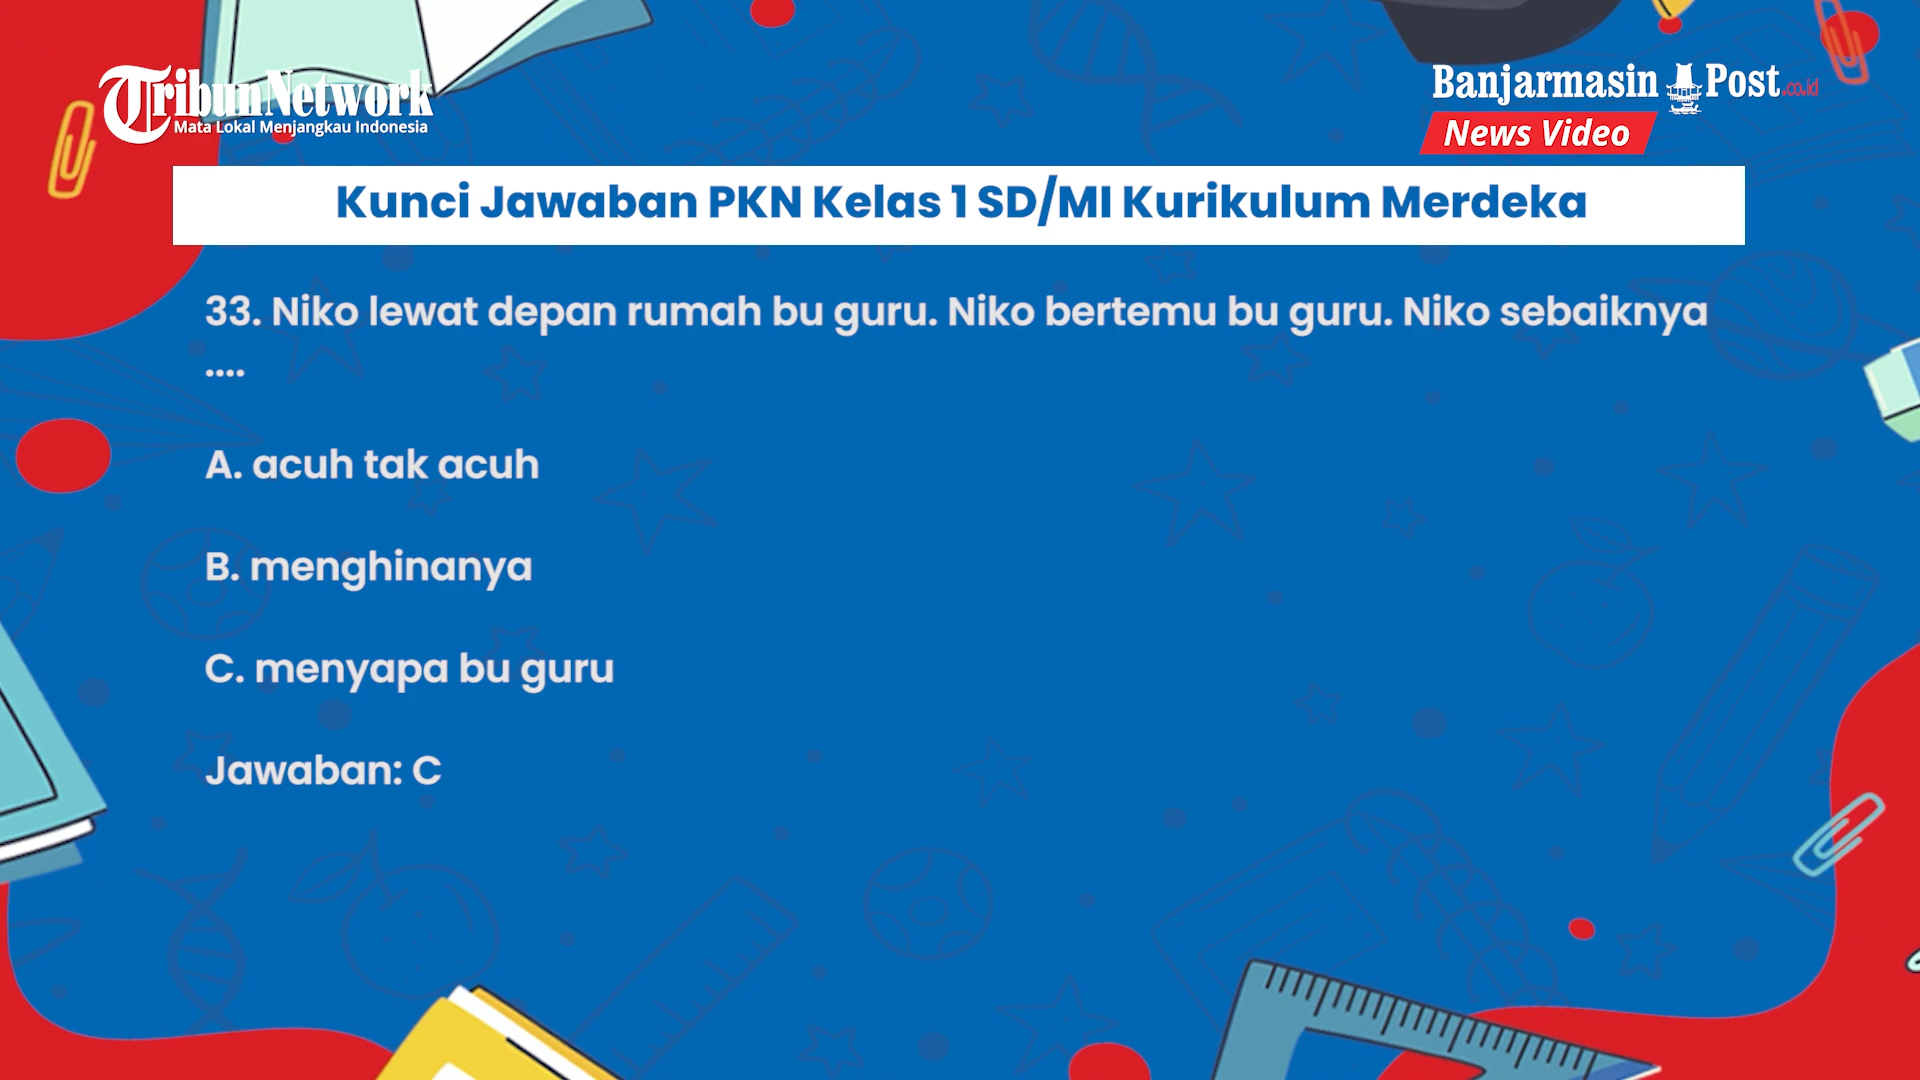 TribunNetwork
Mata Lokal Menjangkau Indonesia
Banjarmasin Post.co.id
News Video
Kunci Jawaban PKN Kelas 1 SD/MI Kurikulum Merdeka
33. Niko lewat depan rumah bu guru. Niko bertemu bu guru. Niko sebaiknya
....
A. acuh tak acuh
B. menghinanya
C. menyapa bu guru
Jawaban: C